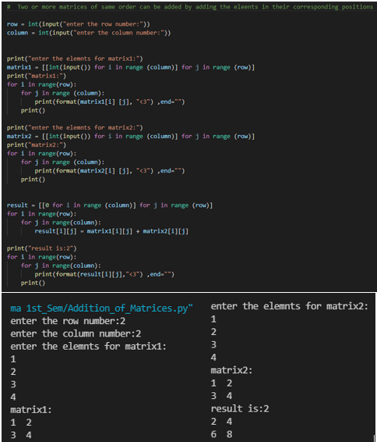 # Two or more matrices of same order can be added by adding the elemnts in their corresponding positions
row = int(input("enter the row number:"))
column = int(input("enter the column number:"))
print("enter the elemnts for matrix1:")
matrix1 = [[int(input()) for i in range (column)] for j in range (row)]
print("matrix1:")
for i in range(row):
    for j in range (column):
        print(format(matrix1[i] [j], "<3") ,end="")
    print()
print("enter the elemnts for matrix2:")
matrix2 = [[int(input()) for i in range (column)] for j in range (row)]
print("matrix2:")
for i in range(row):
    for j in range (column):
        print(format(matrix2[i] [j], "<3") ,end="")
    print()
result = [[0 for i in range (column)] for j in range (row)]
for i in range(row):
    for j in range(column):
        result[i][j] = matrix1[i][j] + matrix2[i][j]
print("result is:2")
for i in range(row):
    for j in range(column):
        print(format(result[i][j],"<3") ,end="")
    print()
ma 1st_Sem/Addition_of_Matrices.py"
enter the row number:2
enter the column number:2
enter the elemnts for matrix1:
1
2
3
4
matrix1:
1  2
3  4
enter the elemnts for matrix2:
1
2
3
4
matrix2:
1  2
3  4
result is:2
2  4
6  8